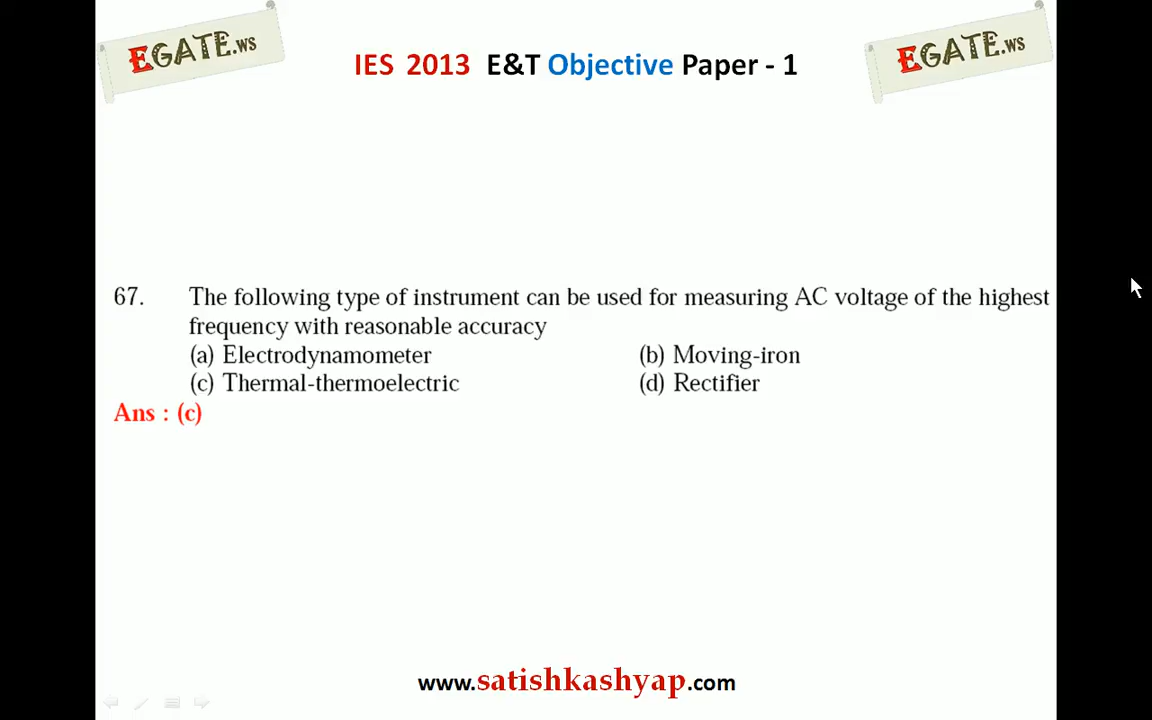 EGATE.ws
IES 2013 E&T Objective Paper - 1
EGATE.ws
67. The following type of instrument can be used for measuring AC voltage of the highest
frequency with reasonable accuracy
(a) Electrodynamometer (b) Moving-iron
(c) Thermal-thermoelectric (d) Rectifier
Ans : (c)
www.satishkashyap.com